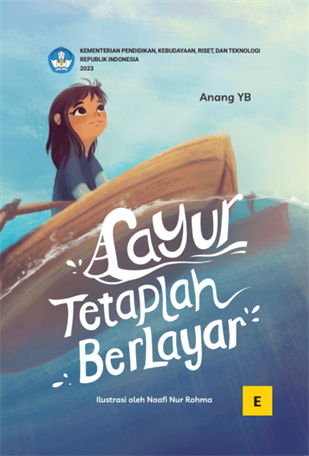 KEMENTERIAN PENDIDIKAN, KEBUDAYAAN, RISET, DAN TEKNOLOGI
REPUBLIK INDONESIA
2023
Anang YB
Layur
Tetaplah
Berlayar
Ilustrasi oleh Naafi Nur Rohma
E